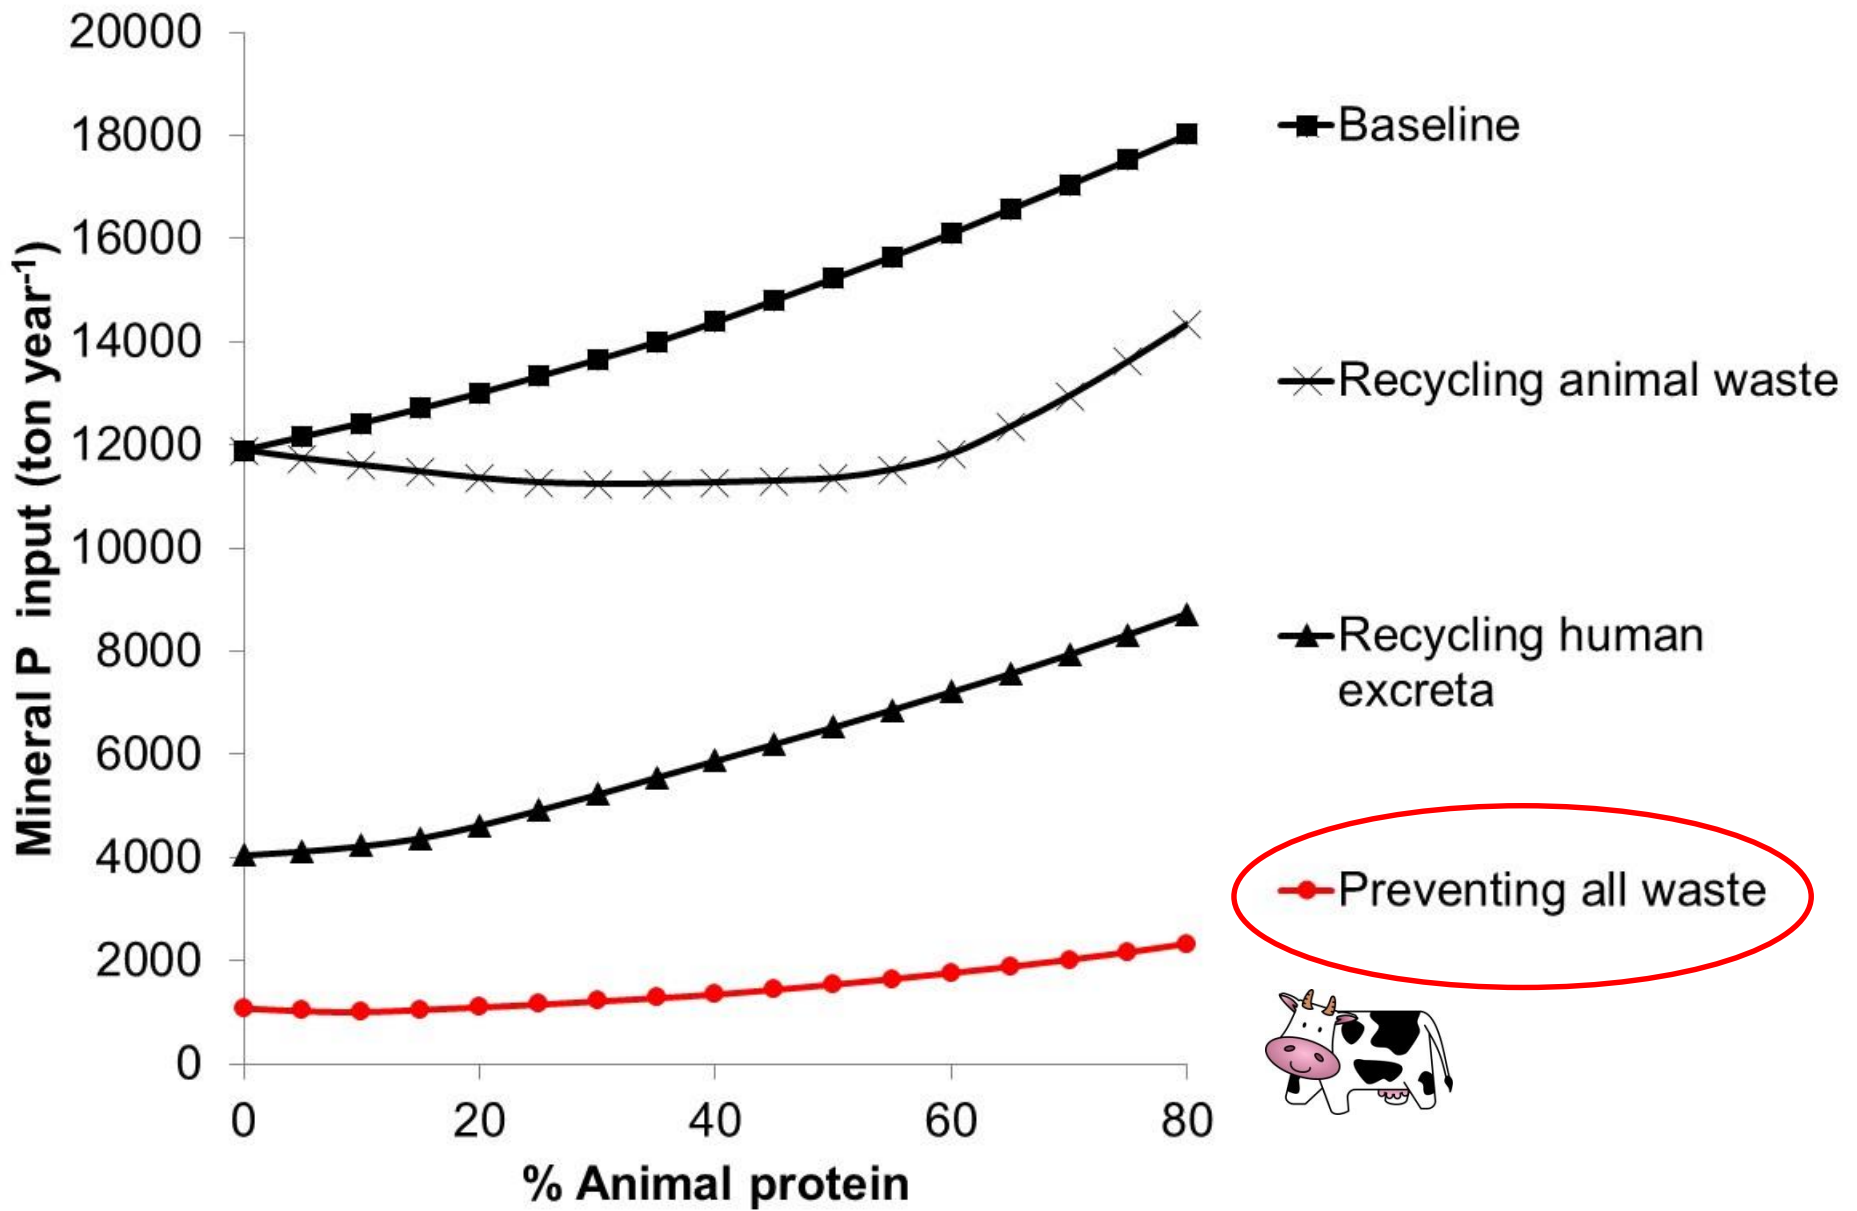 Mineral P input (ton year-1)
20000
18000
16000
14000
12000
10000
8000
6000
4000
2000
0
0 20 40 60 80
% Animal protein
Baseline
Recycling animal waste
Recycling human
excreta
Preventing all waste